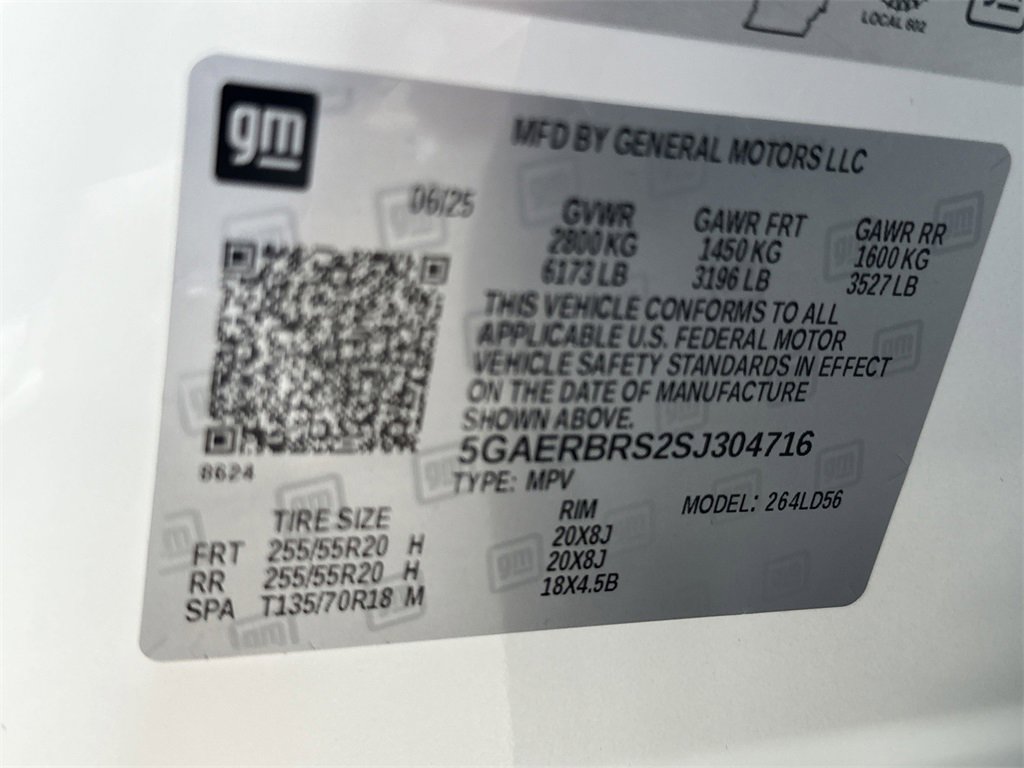 LOCAL 602
gm
MFD BY GENERAL MOTORS LLC
06/25
GVWR GAWR FRT GAWR RR
2800 KG 1450 KG 1600 KG
6173 LB 3196 LB 3527 LB
THIS VEHICLE CONFORMS TO ALL
APPLICABLE U.S. FEDERAL MOTOR
VEHICLE SAFETY STANDARDS IN EFFECT
ON THE DATE OF MANUFACTURE
SHOWN ABOVE.
5GAERBRS2SJ304716
8624
TYPE: MPV
MODEL: 264LD56
TIRE SIZE RIM
FRT 255/55R20 H 20X8J
RR 255/55R20 H 20X8J
SPA T135/70R18 M 18X4.5B